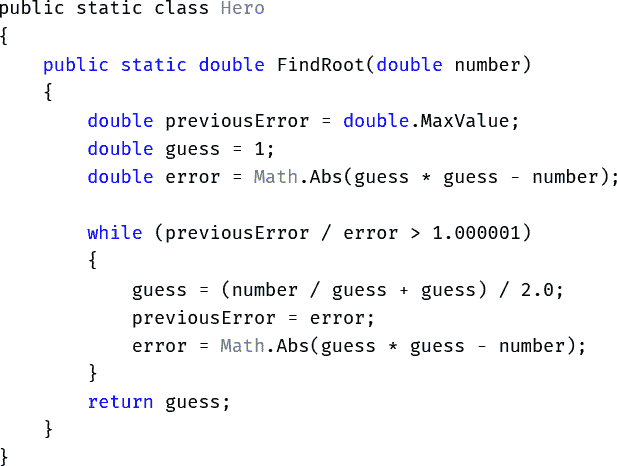 public static class Hero
{
    public static double FindRoot(double number)
    {
        double previousError = double.MaxValue;
        double guess = 1;
        double error = Math.Abs(guess * guess - number);

        while (previousError / error > 1.000001)
        {
            guess = (number / guess + guess) / 2.0;
            previousError = error;
            error = Math.Abs(guess * guess - number);
        }
        return guess;
    }
}